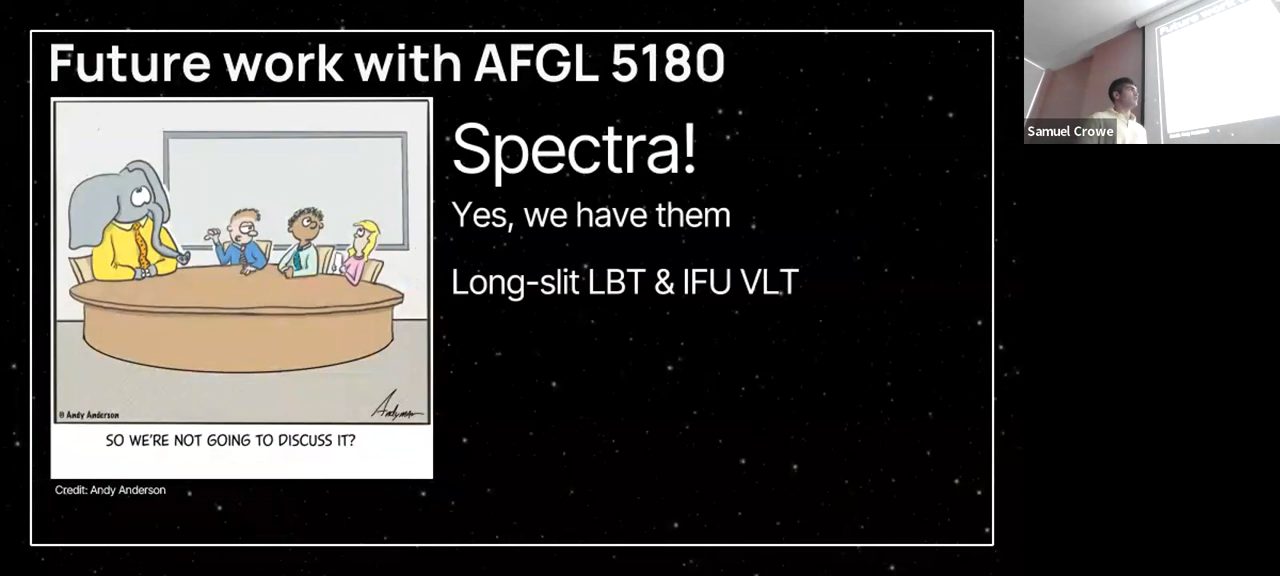 Future work with AFGL 5180
Spectra!
Yes, we have them
Long-slit LBT & IFU VLT
© Andy Anderson
SO WE'RE NOT GOING TO DISCUSS IT?
Credit: Andy Anderson
Samuel Crowe